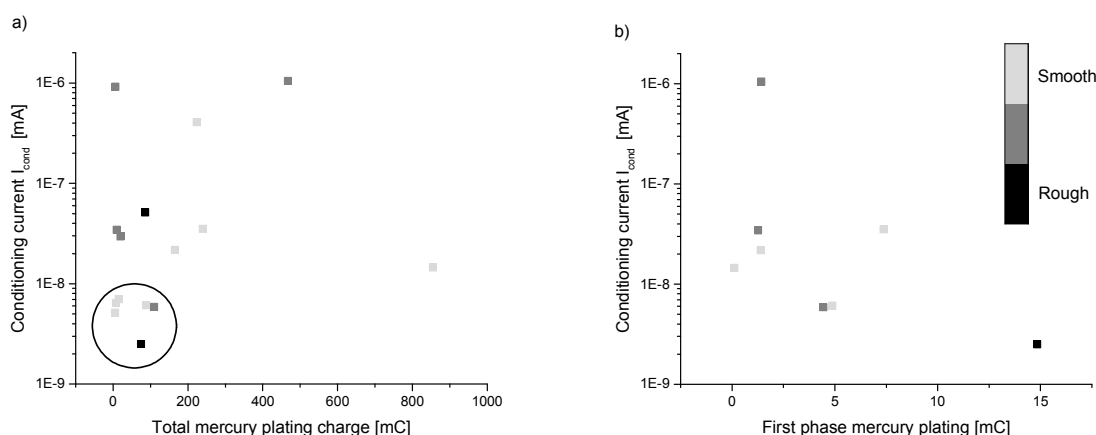 a)
Conditioning current I_cond [mA]
1E-6
1E-7
1E-8
1E-9
0
200
400
600
800
1000
Total mercury plating charge [mC]
b)
Conditioning current I_cond [mA]
1E-6
1E-7
1E-8
1E-9
0
5
10
15
First phase mercury plating [mC]
Smooth
Rough